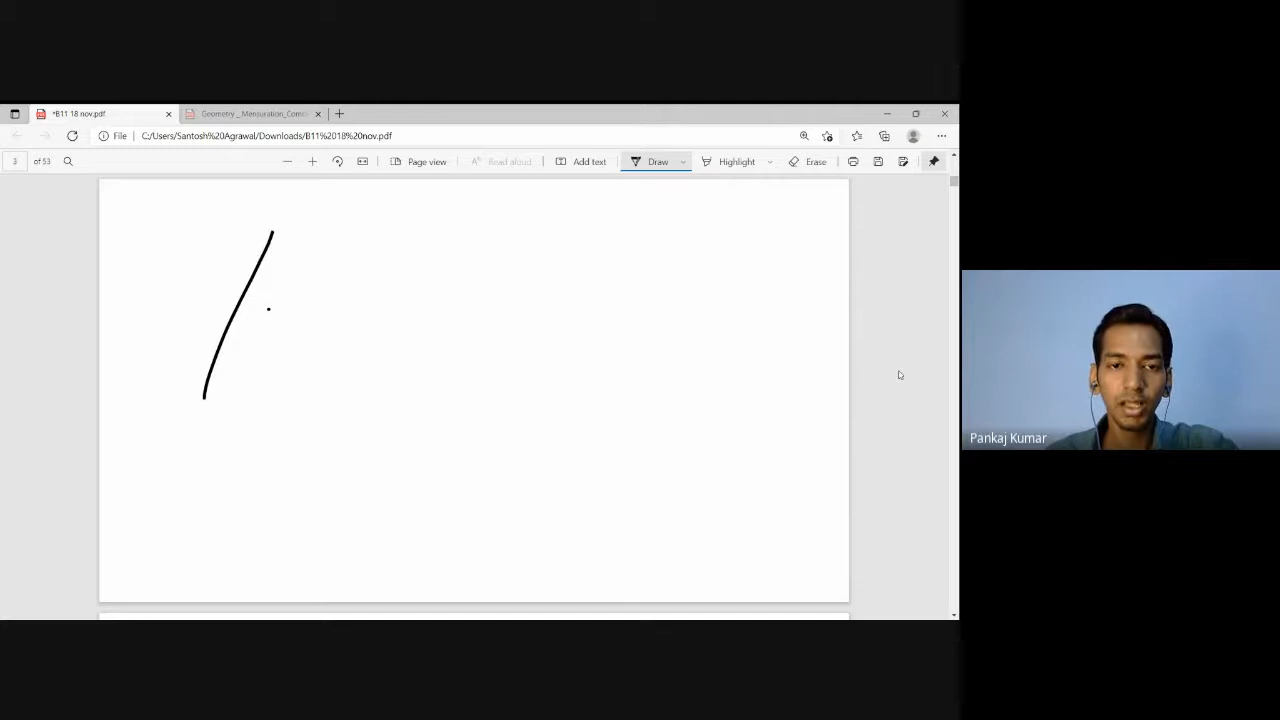 *B11 18 nov.pdf
Geometry _ Mensuration_Com
File C:/Users/Santosh%20Agrawal/Downloads/B11%2018%20nov.pdf
3 of 53 Page view Read aloud Add text Draw Highlight Erase
Pankaj Kumar